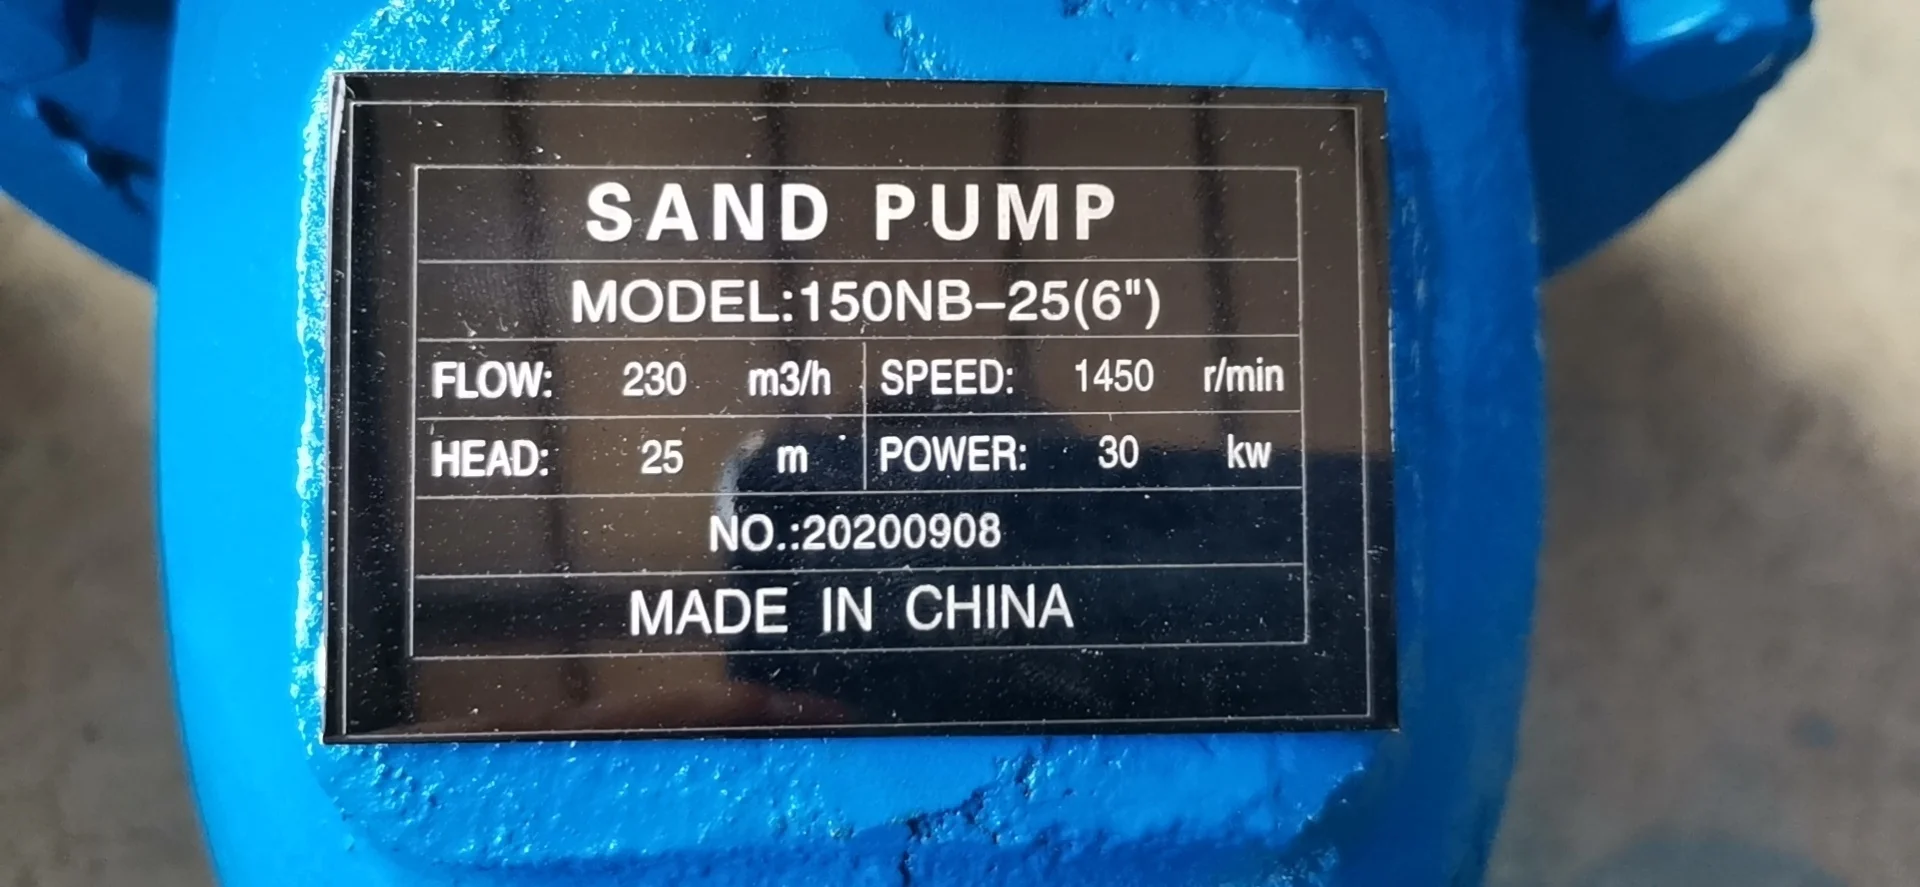 SAND PUMP
MODEL:150NB-25(6")
FLOW: 230 m3/h SPEED: 1450 r/min
HEAD: 25 m POWER: 30 kw
NO.:20200908
MADE IN CHINA